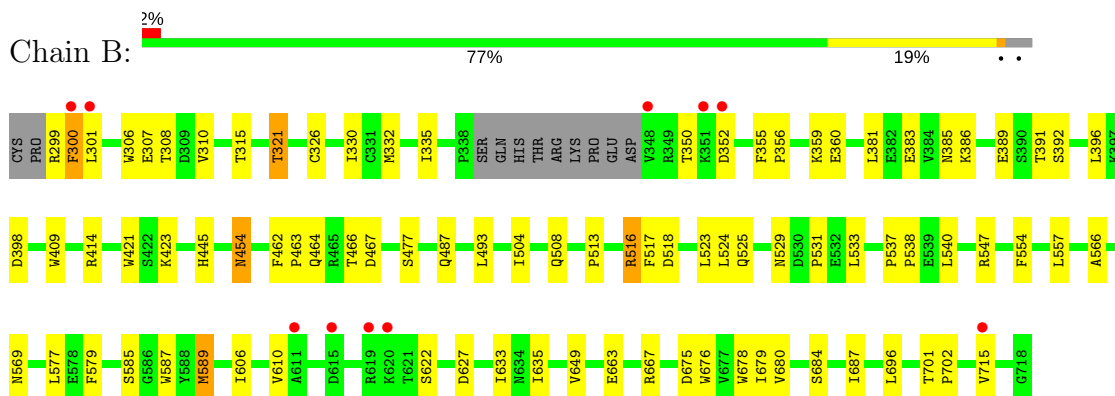 2%
Chain B:
77% 19% • •
CYS PRO R299 F300 L301 W306 E307 T308 D309 V310 T315 T321 C326 I330 C331 M332 I335 P338 SER GLN HIS THR ARG LYS PRO GLU ASP V348 R349 T350 K351 D352 F355 P356 K359 E360 L381 E382 E383 V384 N385 K386 E389 S390 T391 S392 L396 K397
D398 W409 R414 W421 S422 K423 H445 N454 F462 P463 Q464 R465 T466 D467 S477 Q487 L493 I504 Q508 P513 R516 F517 D518 L523 L524 Q525 N529 D530 P531 E532 L533 P537 P538 E539 L540 R547 F554 L557 A566
N569 L577 E578 F579 S585 G586 W587 Y588 M589 I606 V610 A611 D615 R619 K620 T621 S622 D627 I633 N634 I635 V649 E663 R667 D675 W676 V677 W678 I679 V680 S684 I687 L696 T701 P702 V715 G718